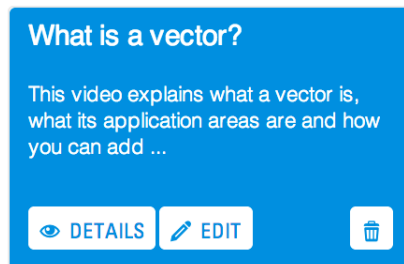 What is a vector?
This video explains what a vector is,
what its application areas are and how
you can add ...
DETAILS EDIT